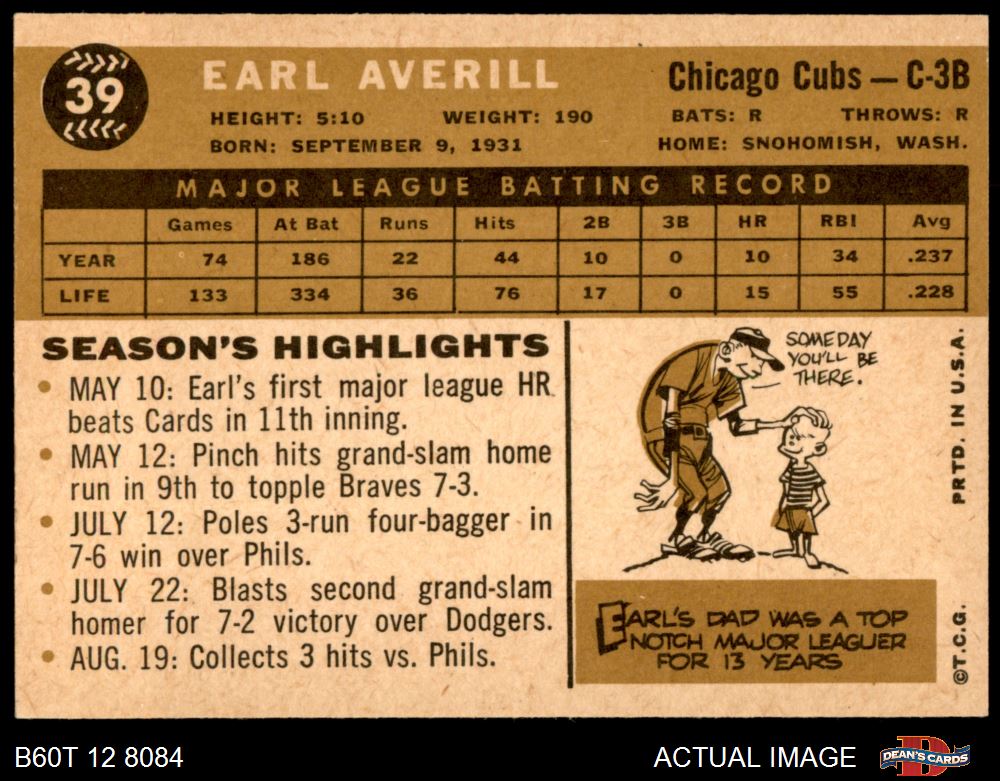 39
EARL AVERILL
Chicago Cubs — C-3B
HEIGHT: 5:10 WEIGHT: 190 BATS: R THROWS: R
BORN: SEPTEMBER 9, 1931 HOME: SNOHOMISH, WASH.
MAJOR LEAGUE BATTING RECORD
Games At Bat Runs Hits 2B 3B HR RBI Avg
YEAR 74 186 22 44 10 0 10 34 .237
LIFE 133 334 36 76 17 0 15 55 .228
SEASON'S HIGHLIGHTS
• MAY 10: Earl's first major league HR
beats Cards in 11th inning.
• MAY 12: Pinch hits grand-slam home
run in 9th to topple Braves 7-3.
• JULY 12: Poles 3-run four-bagger in
7-6 win over Phils.
• JULY 22: Blasts second grand-slam
homer for 7-2 victory over Dodgers.
• AUG. 19: Collects 3 hits vs. Phils.
SOMEDAY
YOU'LL BE
THERE.
EARL'S DAD WAS A TOP
NOTCH MAJOR LEAGUER
FOR 13 YEARS
PRTD. IN U.S.A.
©T.C.G.
B60T 12 8084
ACTUAL IMAGE
DEAN'S CARDS